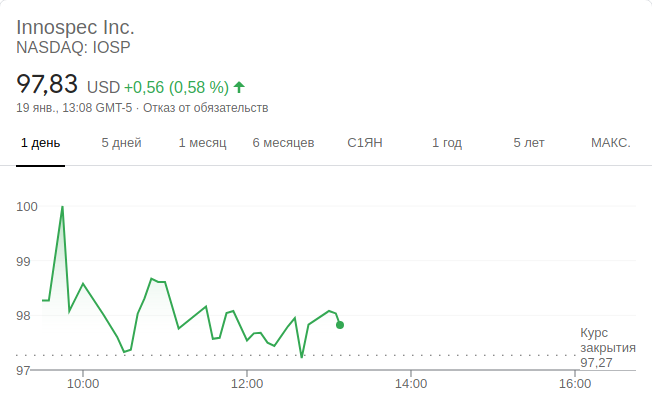 Innospec Inc.
NASDAQ: IOSP
97,83 USD +0,56 (0,58 %)
19 янв., 13:08 GMT-5 · Отказ от обязательств
1 день 5 дней 1 месяц 6 месяцев С1ЯН 1 год 5 лет МАКС.
100
99
98
Курс
закрытия
97,27
97
10:00 12:00 14:00 16:00